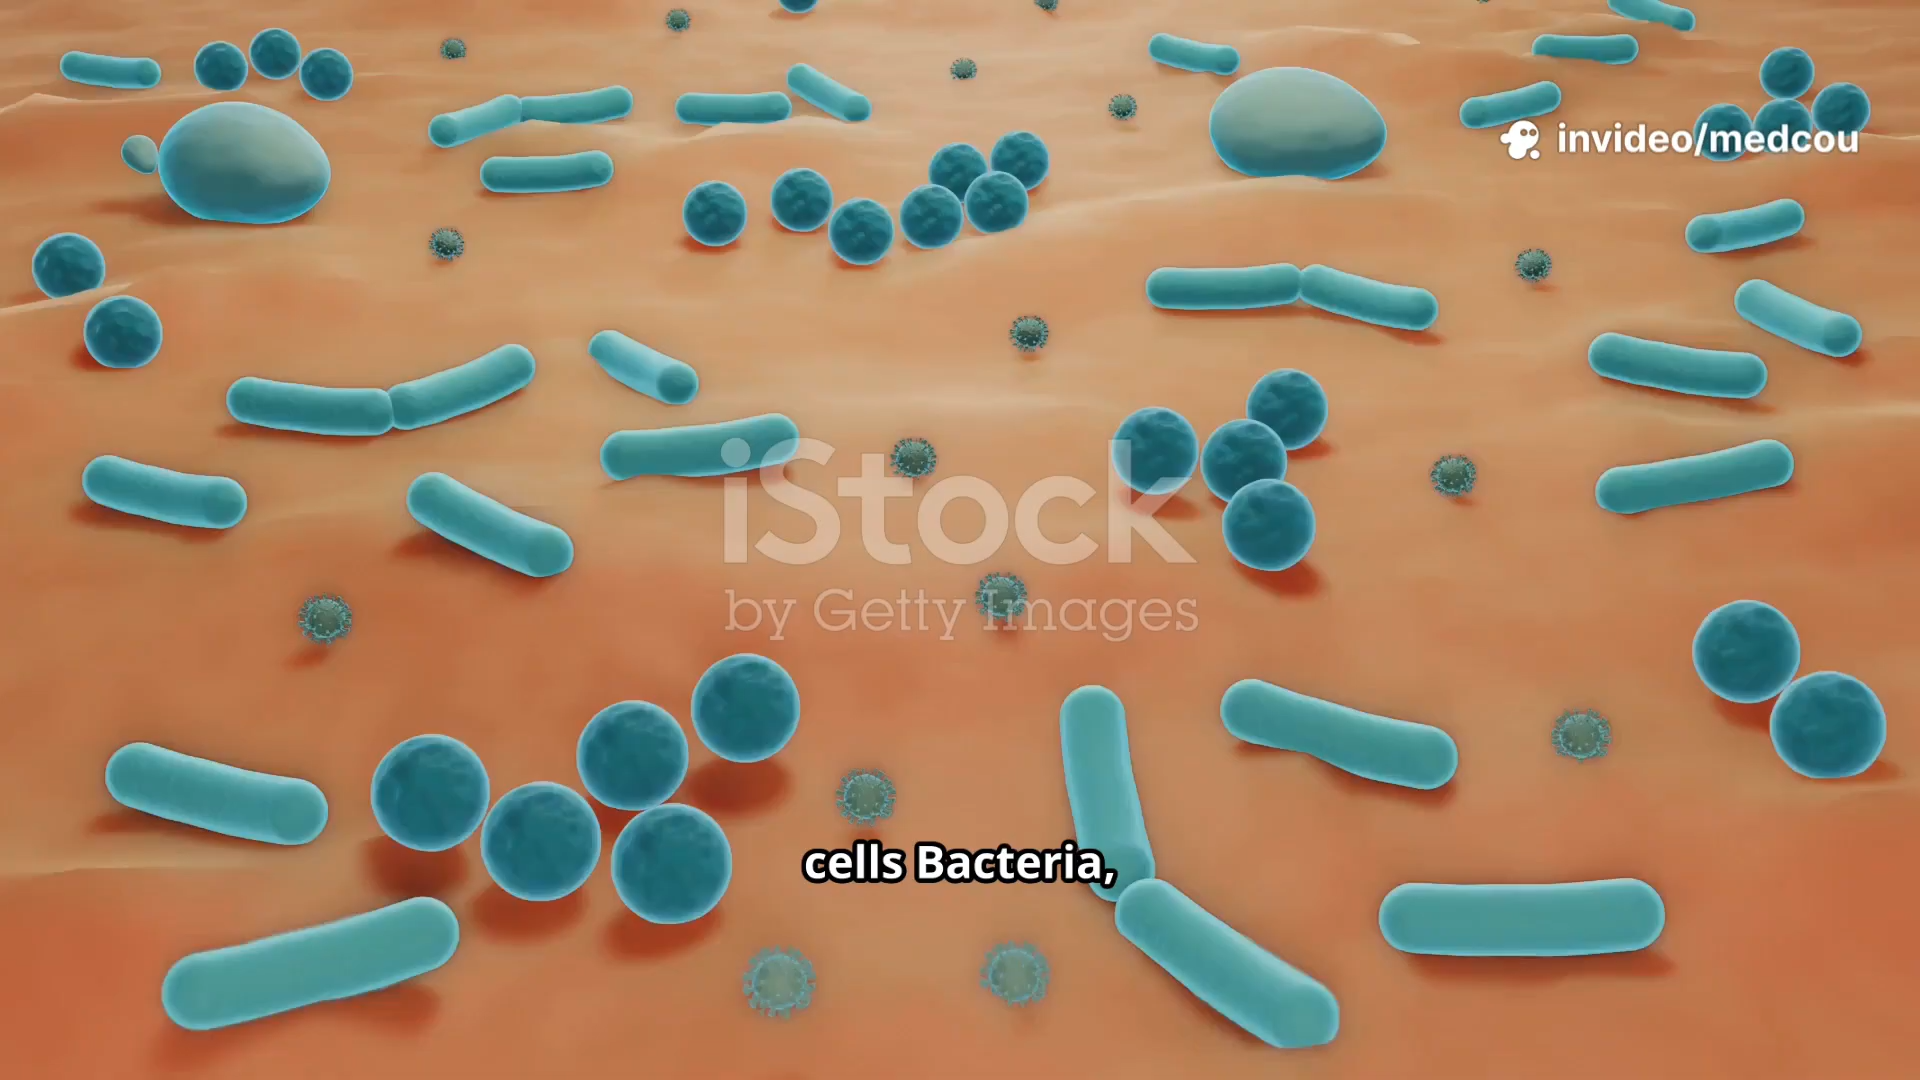 invideo/medcou
iStock
by Getty Images
cells Bacteria,